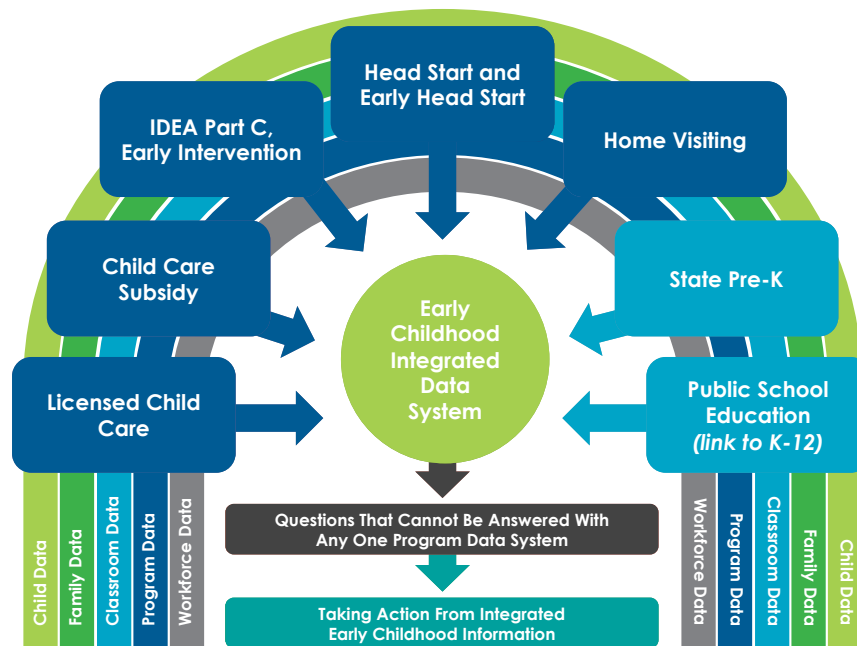 Head Start and
Early Head Start
IDEA Part C,
Early Intervention
Home Visiting
Child Care
Subsidy
State Pre-K
Early
Childhood
Integrated
Data
System
Licensed Child
Care
Public School
Education
(link to K-12)
Questions That Cannot Be Answered With
Any One Program Data System
Taking Action From Integrated
Early Childhood Information
Child Data
Family Data
Classroom Data
Program Data
Workforce Data
Workforce Data
Program Data
Classroom Data
Family Data
Child Data